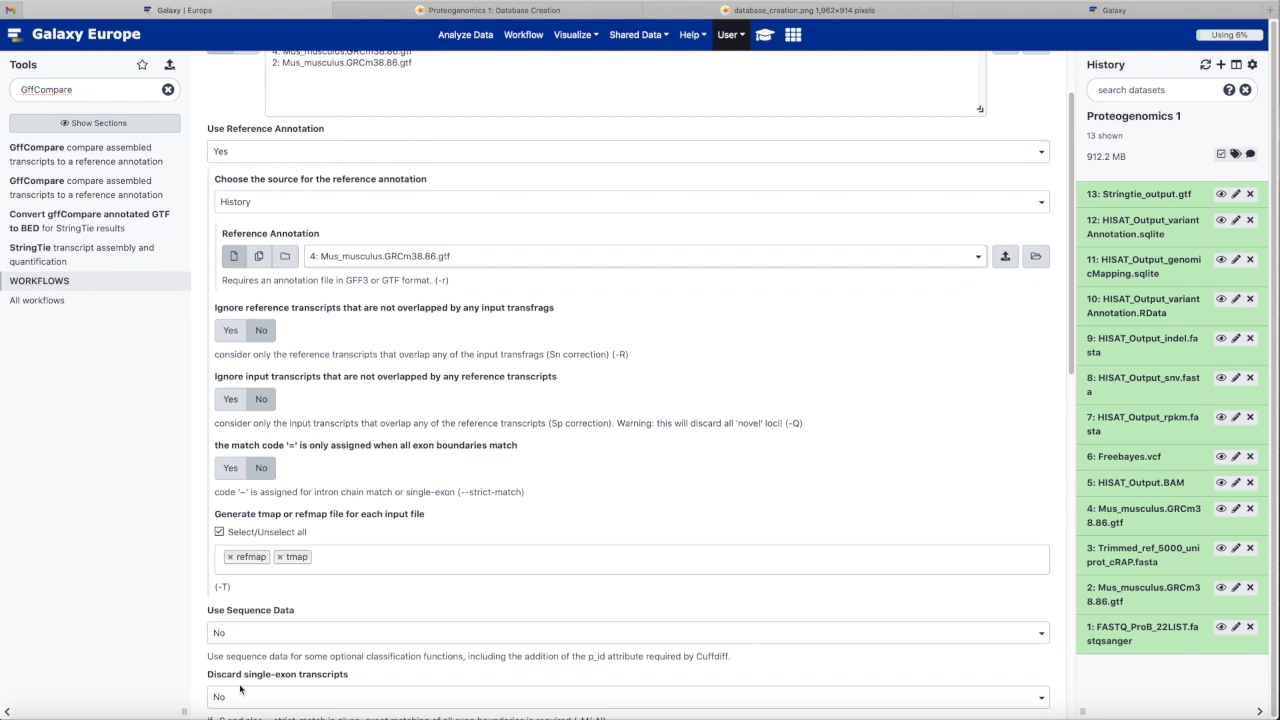 Galaxy | Europe
Proteogenomics 1: Database Creation
database_creation.png 1,962×914 pixels
Galaxy
Galaxy Europe
Analyze Data
Workflow
Visualize
Shared Data
Help
User
Using 6%
Tools
GffCompare
Show Sections
GffCompare compare assembled
transcripts to a reference annotation
GffCompare compare assembled
transcripts to a reference annotation
Convert gffCompare annotated GTF
to BED for StringTie results
StringTie transcript assembly and
quantification
WORKFLOWS
All workflows
4: Mus_musculus.GRCm38.86.gtf
2: Mus_musculus.GRCm38.86.gtf
Use Reference Annotation
Yes
Choose the source for the reference annotation
History
Reference Annotation
4: Mus_musculus.GRCm38.86.gtf
Requires an annotation file in GFF3 or GTF format. (-r)
Ignore reference transcripts that are not overlapped by any input transfrags
Yes No
consider only the reference transcripts that overlap any of the input transfrags (Sn correction) (-R)
Ignore input transcripts that are not overlapped by any reference transcripts
Yes No
consider only the input transcripts that overlap any of the reference transcripts (Sp correction). Warning: this will discard all 'novel' loci! (-Q)
the match code '=' is only assigned when all exon boundaries match
Yes No
code '~' is assigned for intron chain match or single-exon (--strict-match)
Generate tmap or refmap file for each input file
Select/Unselect all
× refmap × tmap
(-T)
Use Sequence Data
No
Use sequence data for some optional classification functions, including the addition of the p_id attribute required by Cuffdiff.
Discard single-exon transcripts
No
History
search datasets
Proteogenomics 1
13 shown
912.2 MB
13: Stringtie_output.gtf
12: HISAT_Output_variant
Annotation.sqlite
11: HISAT_Output_genomi
cMapping.sqlite
10: HISAT_Output_variant
Annotation.RData
9: HISAT_Output_indel.fa
sta
8: HISAT_Output_snv.fast
a
7: HISAT_Output_rpkm.fa
sta
6: Freebayes.vcf
5: HISAT_Output.BAM
4: Mus_musculus.GRCm3
8.86.gtf
3: Trimmed_ref_5000_uni
prot_cRAP.fasta
2: Mus_musculus.GRCm3
8.86.gtf
1: FASTQ_ProB_22LIST.fa
stqsanger